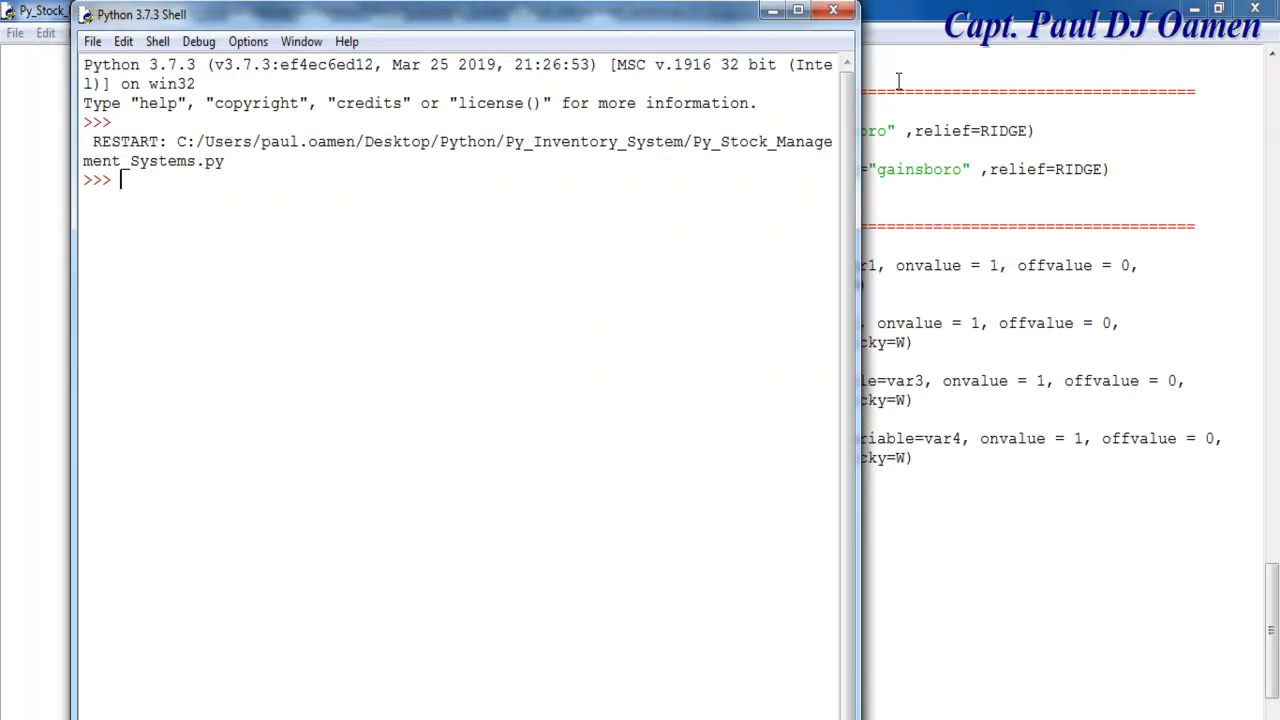 Py_Stock_
Python 3.7.3 Shell
Capt. Paul DJ Oamen
File Edit
File Edit Shell Debug Options Window Help
Python 3.7.3 (v3.7.3:ef4ec6ed12, Mar 25 2019, 21:26:53) [MSC v.1916 32 bit (Inte
l)] on win32
Type "help", "copyright", "credits" or "license()" for more information.
>>>
RESTART: C:/Users/paul.oamen/Desktop/Python/Py_Inventory_System/Py_Stock_Manage
ment_Systems.py
>>>
==================================
oro" ,relief=RIDGE)
="gainsboro" ,relief=RIDGE)
==================================
r1, onvalue = 1, offvalue = 0,
)
, onvalue = 1, offvalue = 0,
cky=W)
le=var3, onvalue = 1, offvalue = 0,
cky=W)
riable=var4, onvalue = 1, offvalue = 0,
cky=W)